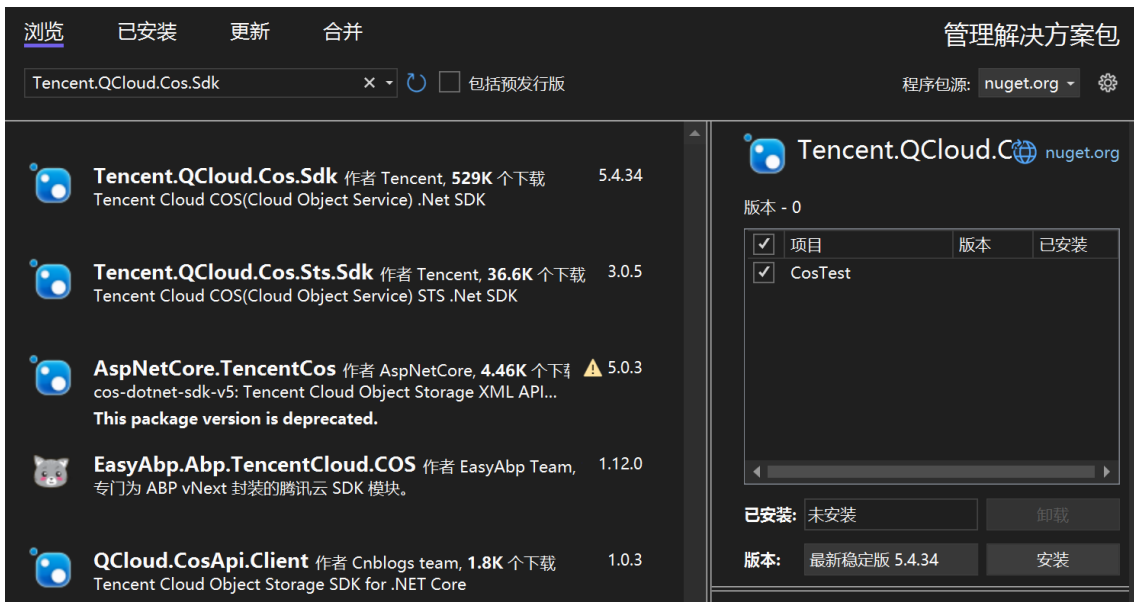 浏览 已安装 更新 合并 管理解决方案包
Tencent.QCloud.Cos.Sdk 包括预发行版 程序包源: nuget.org
Tencent.QCloud.Cos.Sdk 作者 Tencent, 529K 个下载 5.4.34
Tencent Cloud COS(Cloud Object Service) .Net SDK
Tencent.QCloud.Cos.Sts.Sdk 作者 Tencent, 36.6K 个下载 3.0.5
Tencent Cloud COS(Cloud Object Service) STS .Net SDK
AspNetCore.TencentCos 作者 AspNetCore, 4.46K 个下载 5.0.3
cos-dotnet-sdk-v5: Tencent Cloud Object Storage XML API...
This package version is deprecated.
EasyAbp.Abp.TencentCloud.COS 作者 EasyAbp Team, 1.12.0
专门为 ABP vNext 封装的腾讯云 SDK 模块。
QCloud.CosApi.Client 作者 Cnblogs team, 1.8K 个下载 1.0.3
Tencent Cloud Object Storage SDK for .NET Core
Tencent.QCloud.C nuget.org
版本 - 0
项目 版本 已安装
CosTest
已安装: 未安装 卸载
版本: 最新稳定版 5.4.34 安装